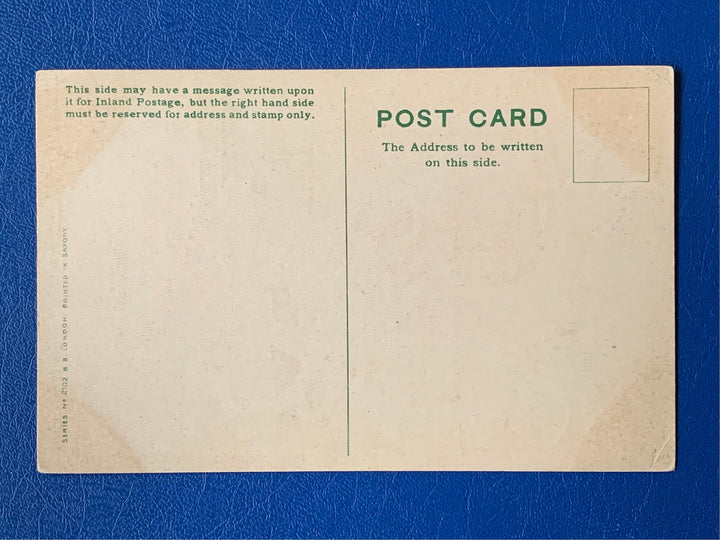 This side may have a message written upon
it for Inland Postage, but the right hand side
must be reserved for address and stamp only.
POST CARD
The Address to be written
on this side.
SERIES Nº 2102 B.B. LONDON. PRINTED IN SAXONY.